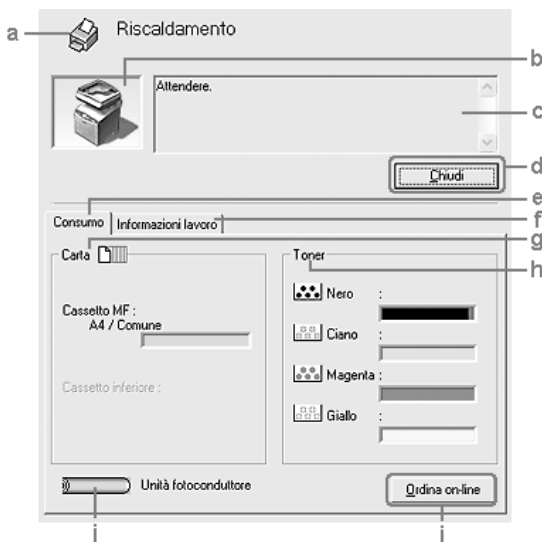 a
Riscaldamento
b
Attendere.
c
d
Chiudi
e
Consumo
Informazioni lavoro
f
g
Carta
Toner
h
Nero :
Cassetto MF :
A4 / Comune
Ciano :
Magenta :
Cassetto inferiore :
Giallo :
Unità fotoconduttore
Ordina on-line
i
j